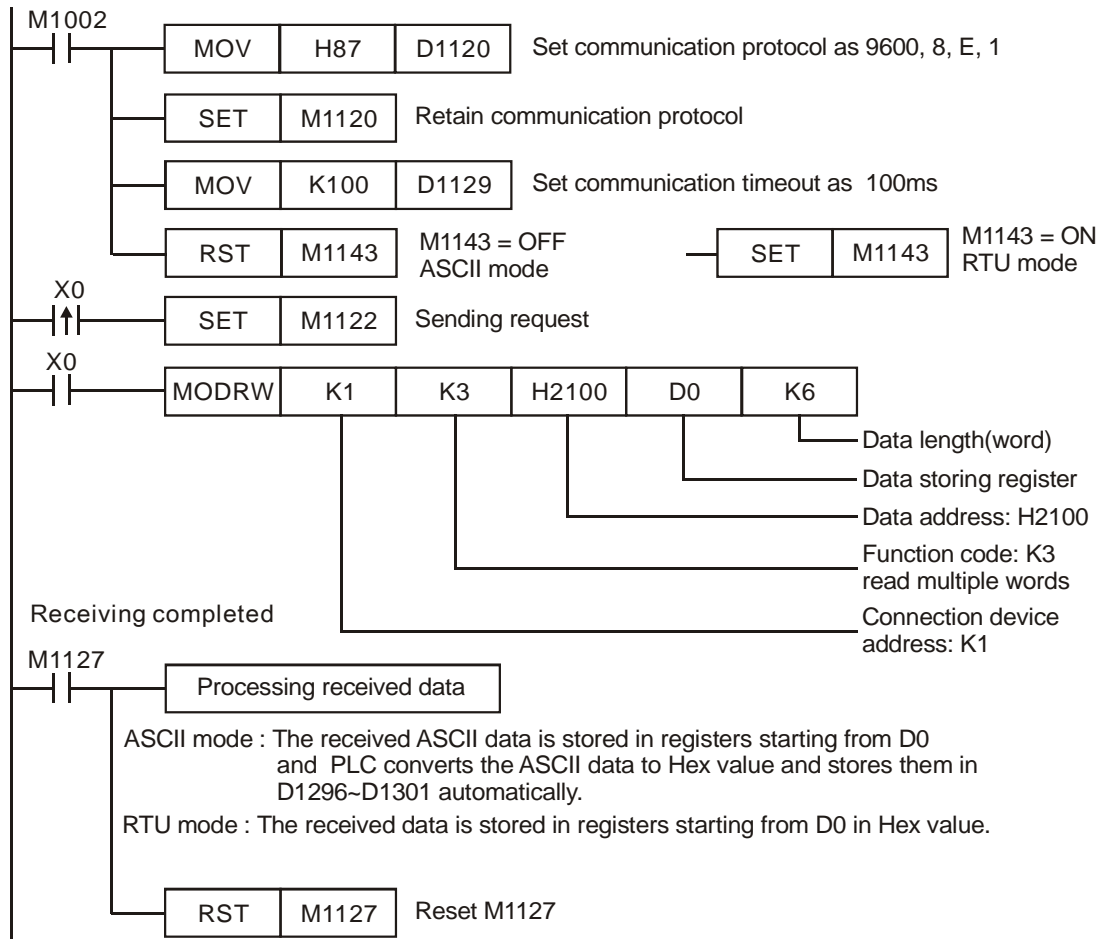 M1002
MOV H87 D1120 Set communication protocol as 9600, 8, E, 1
SET M1120 Retain communication protocol
MOV K100 D1129 Set communication timeout as 100ms
RST M1143 M1143 = OFF
ASCII mode
SET M1143 M1143 = ON
RTU mode
X0
SET M1122 Sending request
X0
MODRW K1 K3 H2100 D0 K6
Data length(word)
Data storing register
Data address: H2100
Function code: K3
read multiple words
Connection device
address: K1
Receiving completed
M1127
Processing received data
ASCII mode : The received ASCII data is stored in registers starting from D0
and PLC converts the ASCII data to Hex value and stores them in
D1296~D1301 automatically.
RTU mode : The received data is stored in registers starting from D0 in Hex value.
RST M1127 Reset M1127